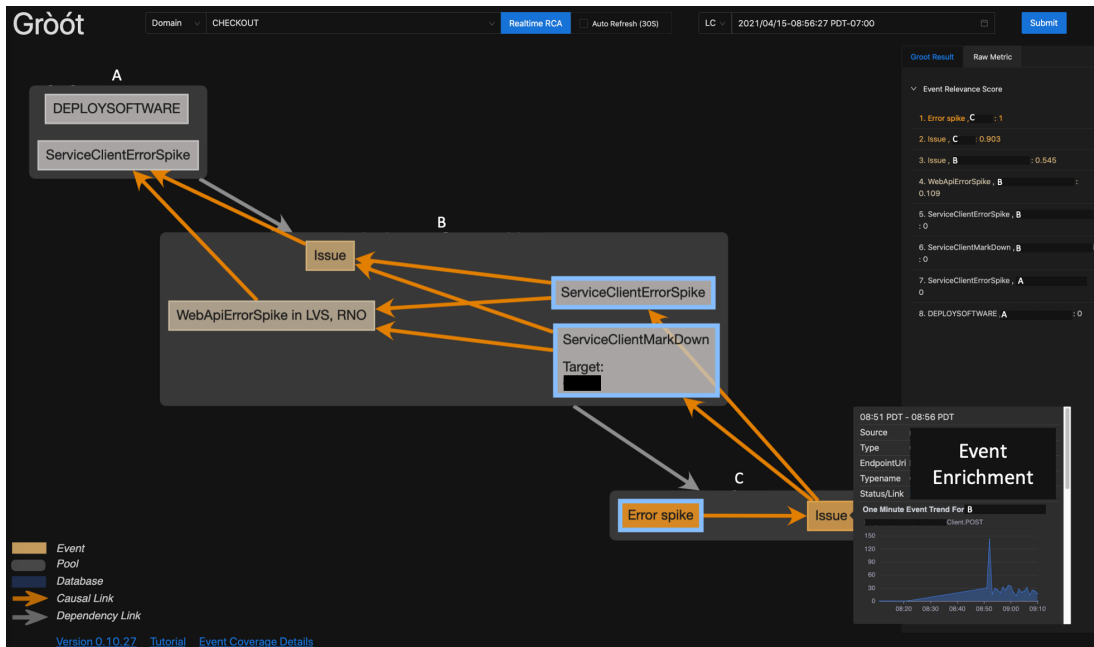 Gròót
Domain CHECKOUT Realtime RCA Auto Refresh (30S) LC 2021/04/15-08:56:27 PDT-07:00 Submit
Groot Result Raw Metric
Event Relevance Score
1. Error spike , C : 1
2. Issue , C : 0.903
3. Issue , B : 0.545
4. WebApiErrorSpike , B :
0.109
5. ServiceClientErrorSpike , B
: 0
6. ServiceClientMarkDown , B
: 0
7. ServiceClientErrorSpike , A
0
8. DEPLOYSOFTWARE , A : 0
A
DEPLOYSOFTWARE
ServiceClientErrorSpike
B
Issue
ServiceClientErrorSpike
WebApiErrorSpike in LVS, RNO
ServiceClientMarkDown
Target:
C
Error spike
Issue
08:51 PDT - 08:56 PDT
Source
Type
EndpointUri
Typename
Status/Link
Event
Enrichment
One Minute Event Trend For B
Client.POST
150
120
90
60
30
0
08:20 08:30 08:40 08:50 09:00 09:10
Event
Pool
Database
Causal Link
Dependency Link
Version 0.10.27 Tutorial Event Coverage Details